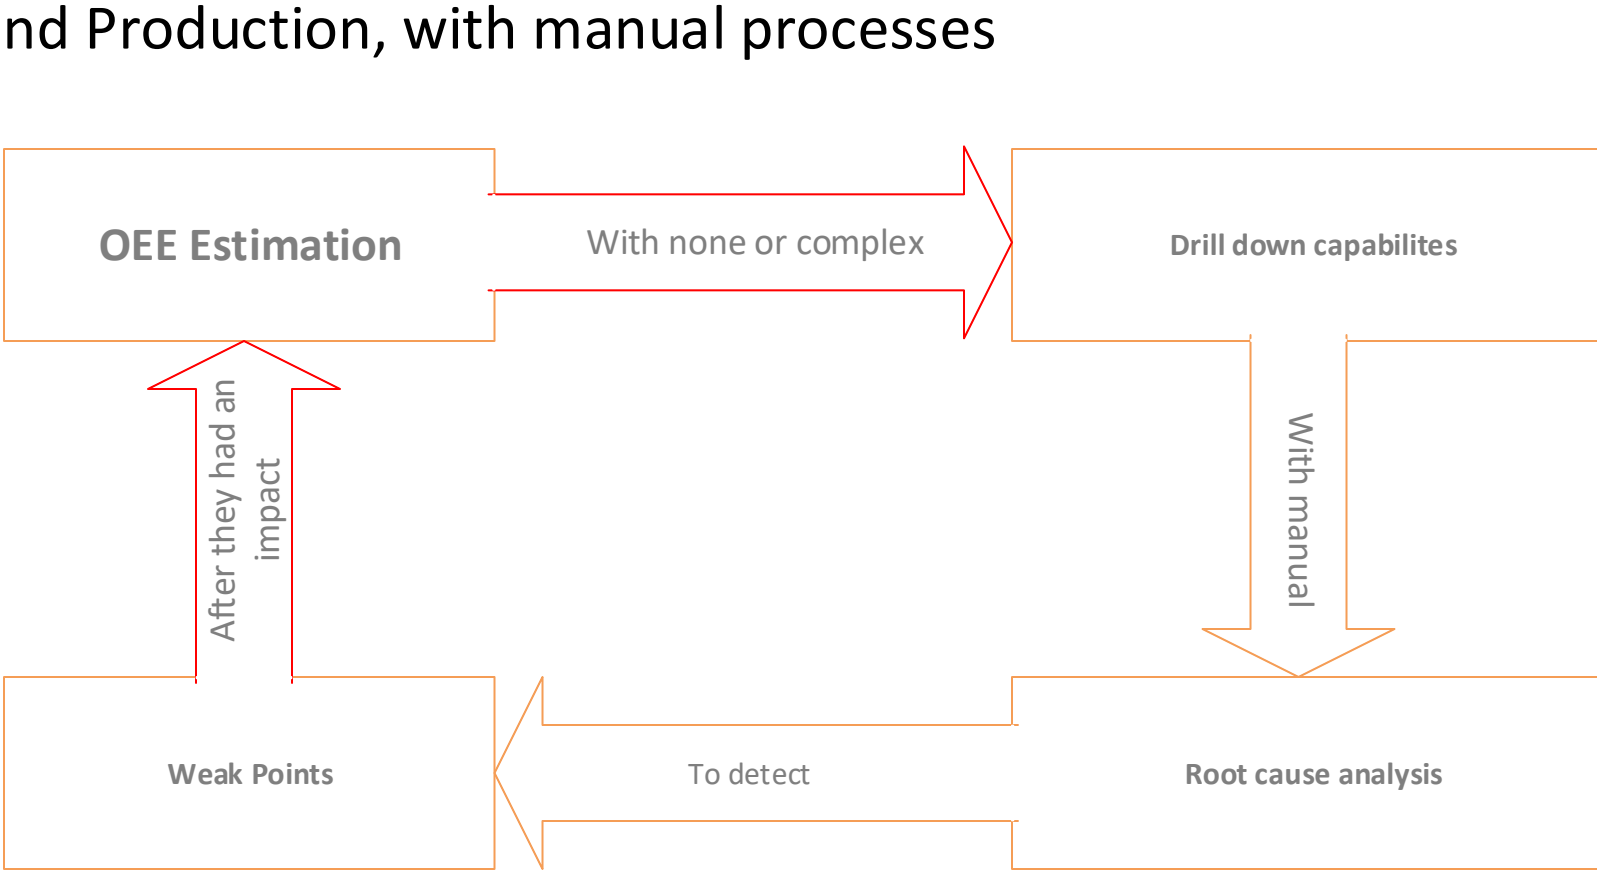 nd Production, with manual processes
OEE Estimation
With none or complex
Drill down capabilites
After they had an
impact
With manual
Weak Points
To detect
Root cause analysis